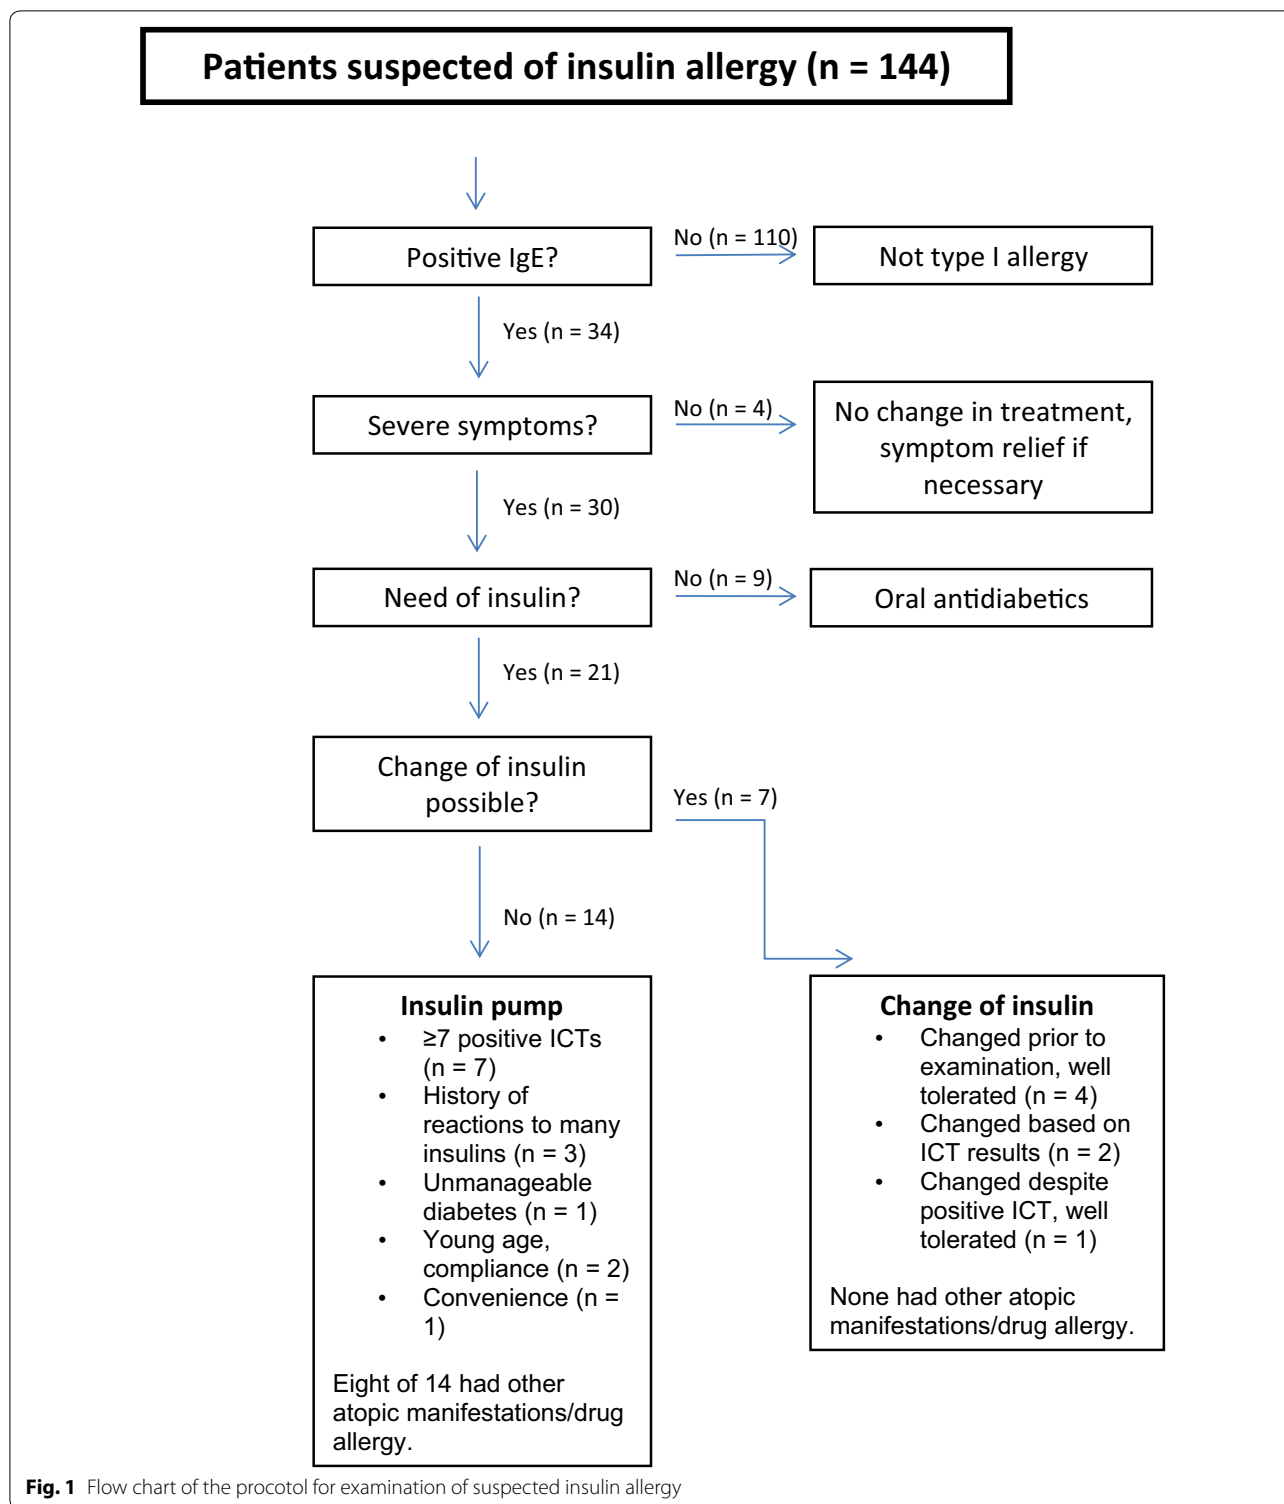 Patients suspected of insulin allergy (n = 144)
Positive IgE?
No (n = 110)
Not type I allergy
Yes (n = 34)
Severe symptoms?
No (n = 4)
No change in treatment,
symptom relief if
necessary
Yes (n = 30)
Need of insulin?
No (n = 9)
Oral antidiabetics
Yes (n = 21)
Change of insulin
possible?
Yes (n = 7)
No (n = 14)
Insulin pump
• ≥7 positive ICTs
(n = 7)
• History of
reactions to many
insulins (n = 3)
• Unmanageable
diabetes (n = 1)
• Young age,
compliance (n = 2)
• Convenience (n =
1)
Eight of 14 had other
atopic manifestations/drug
allergy.
Change of insulin
• Changed prior to
examination, well
tolerated (n = 4)
• Changed based on
ICT results (n = 2)
• Changed despite
positive ICT, well
tolerated (n = 1)
None had other atopic
manifestations/drug allergy.
Fig. 1 Flow chart of the procotol for examination of suspected insulin allergy